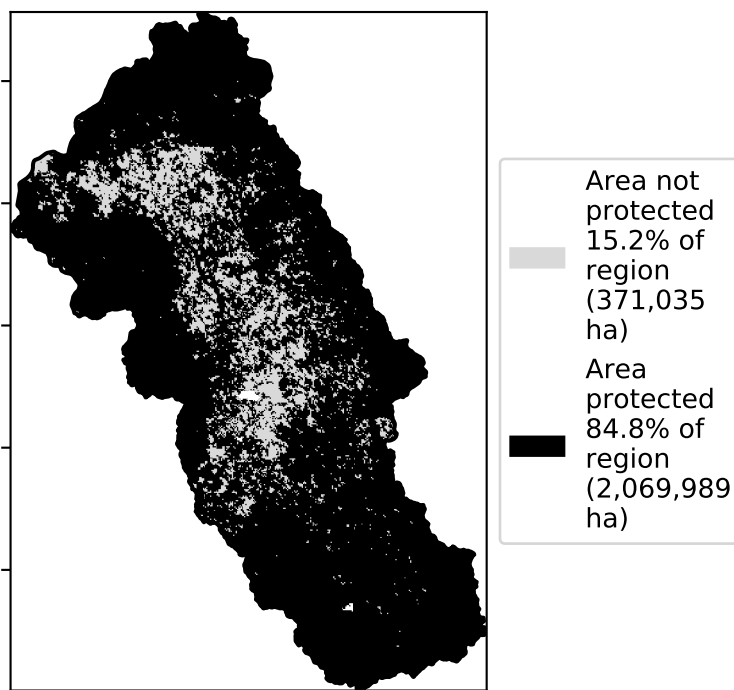 Area not
protected
15.2% of
region
(371,035
ha)
Area
protected
84.8% of
region
(2,069,989
ha)